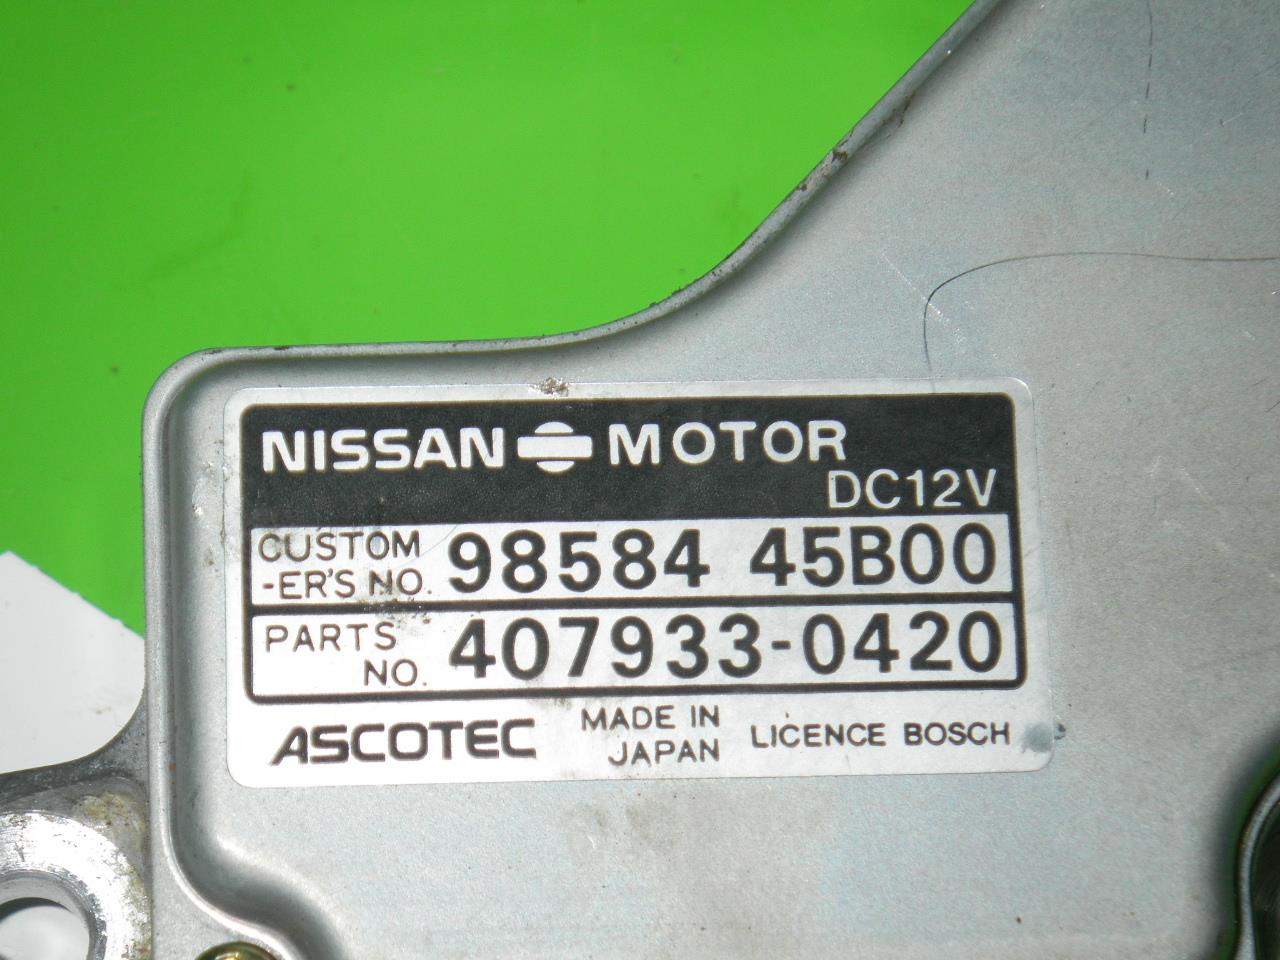 NISSAN MOTOR
DC12V
CUSTOM
-ER'S NO. 98584 45B00
PARTS
NO. 407933-0420
ASCOTEC MADE IN
JAPAN LICENCE BOSCH